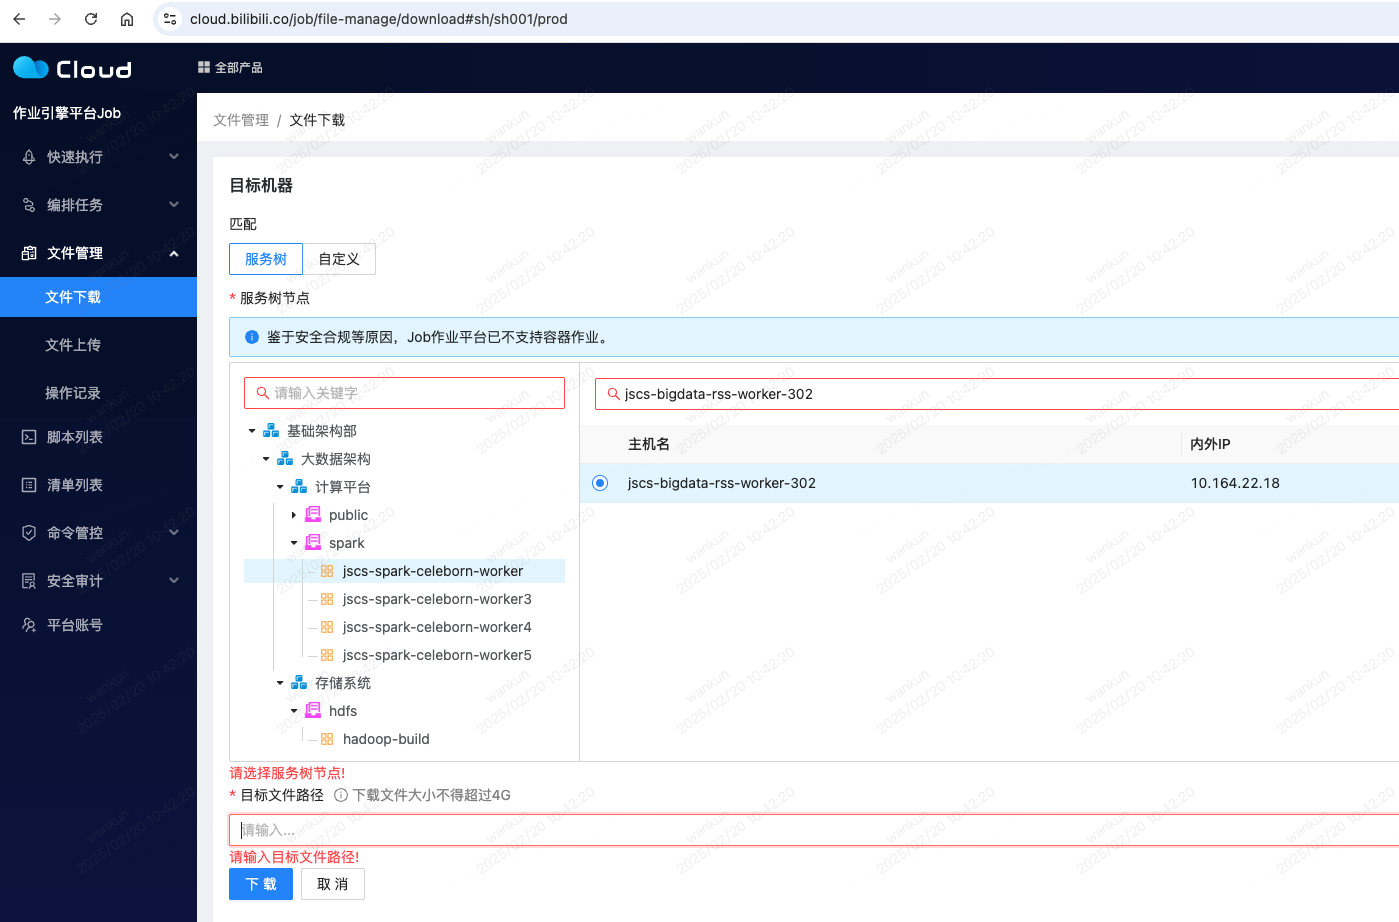 cloud.bilibili.co/job/file-manage/download#sh/sh001/prod
Cloud
全部产品
作业引擎平台Job
快速执行
编排任务
文件管理
文件下载
文件上传
操作记录
脚本列表
清单列表
命令管控
安全审计
平台账号
文件管理 / 文件下载
目标机器
匹配
服务树 自定义
* 服务树节点
鉴于安全合规等原因，Job作业平台已不支持容器作业。
请输入关键字
基础架构部
大数据架构
计算平台
public
spark
jscs-spark-celeborn-worker
jscs-spark-celeborn-worker3
jscs-spark-celeborn-worker4
jscs-spark-celeborn-worker5
存储系统
hdfs
hadoop-build
jscs-bigdata-rss-worker-302
主机名 内外IP
jscs-bigdata-rss-worker-302 10.164.22.18
请选择服务树节点!
* 目标文件路径 下载文件大小不得超过4G
请输入...
请输入目标文件路径!
下 载 取 消
wankun
2025/02/20 10:42:20